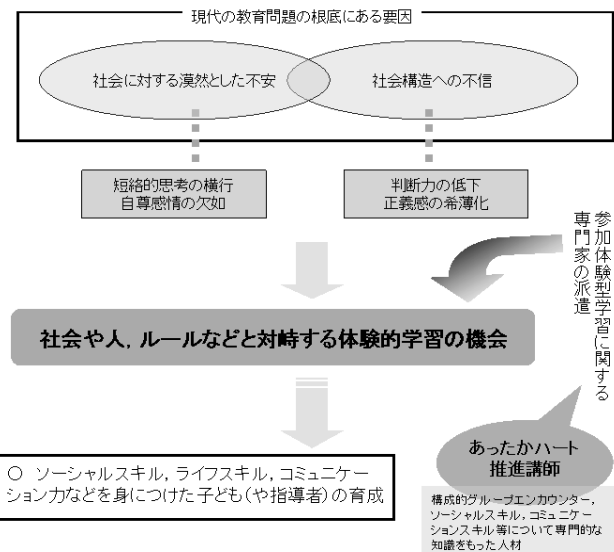 現代の教育問題の根底にある要因
社会に対する漠然とした不安
社会構造への不信
短絡的思考の横行
自尊感情の欠如
判断力の低下
正義感の希薄化
参加体験型学習に関する
専門家の派遣
社会や人，ルールなどと対峙する体験的学習の機会
○　ソーシャルスキル，ライフスキル，コミュニケー
ション力などを身につけた子ども（や指導者）の育成
あったかハート
推進講師
構成的グループエンカウンター，
ソーシャルスキル，コミュニケー
ションスキル等について専門的な
知識をもった人材